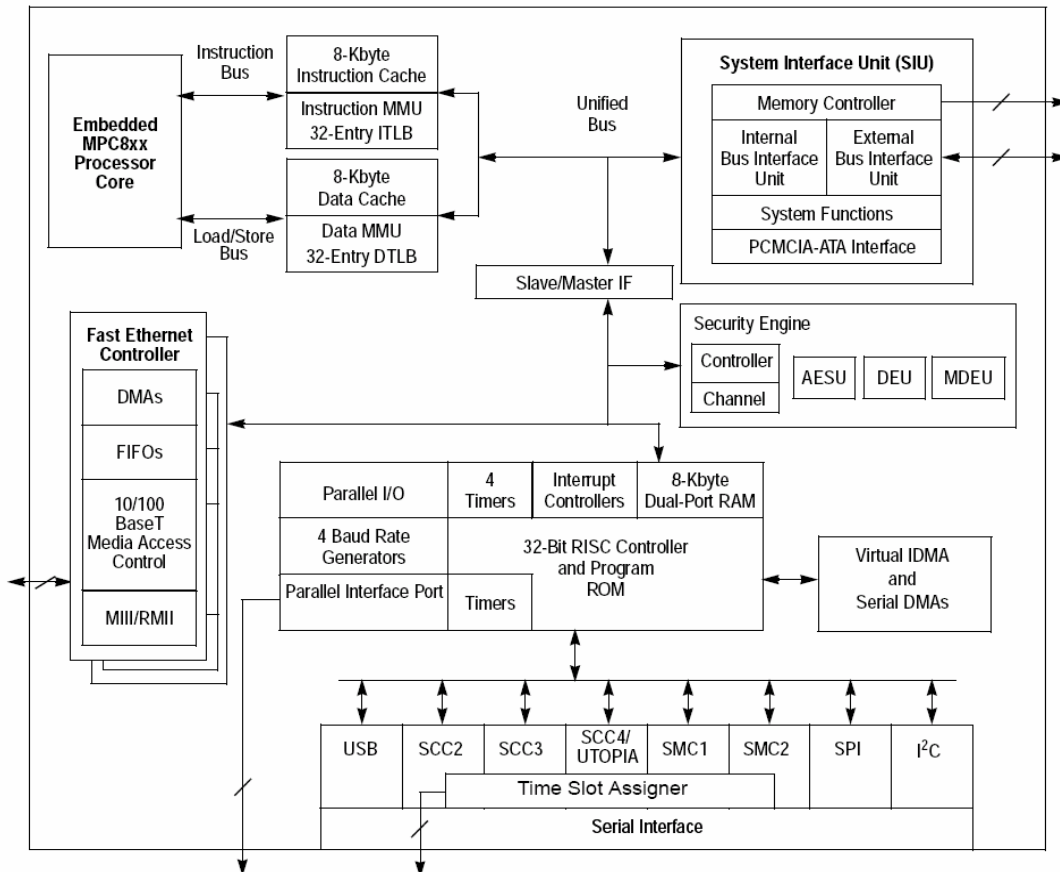 Instruction
Bus
8-Kbyte
Instruction Cache
Instruction MMU
32-Entry ITLB
Embedded
MPC8xx
Processor
Core
8-Kbyte
Data Cache
Load/Store
Bus
Data MMU
32-Entry DTLB
Unified
Bus
System Interface Unit (SIU)
Memory Controller
Internal
Bus Interface
Unit
External
Bus Interface
Unit
System Functions
PCMCIA-ATA Interface
Slave/Master IF
Security Engine
Controller
Channel
AESU
DEU
MDEU
Fast Ethernet
Controller
DMAs
FIFOs
10/100
BaseT
Media Access
Control
MIII/RMII
Parallel I/O
4
Timers
Interrupt
Controllers
8-Kbyte
Dual-Port RAM
4 Baud Rate
Generators
Parallel Interface Port
Timers
32-Bit RISC Controller
and Program
ROM
Virtual IDMA
and
Serial DMAs
USB
SCC2
SCC3
SCC4/
UTOPIA
SMC1
SMC2
SPI
I²C
Time Slot Assigner
Serial Interface